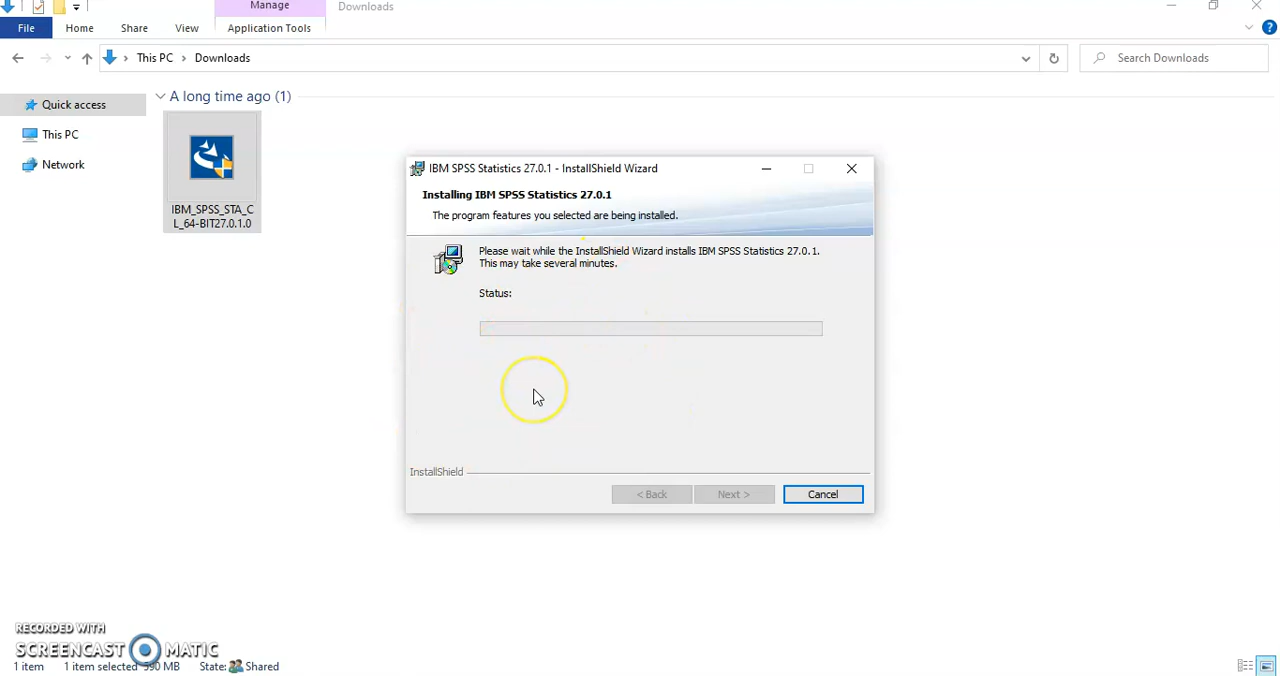 Manage
Downloads
File
Home
Share
View
Application Tools
This PC
Downloads
Search Downloads
Quick access
This PC
Network
A long time ago (1)
IBM_SPSS_STA_C
L_64-BIT27.0.1.0
IBM SPSS Statistics 27.0.1 - InstallShield Wizard
Installing IBM SPSS Statistics 27.0.1
The program features you selected are being installed.
Please wait while the InstallShield Wizard installs IBM SPSS Statistics 27.0.1.
This may take several minutes.
Status:
InstallShield
< Back
Next >
Cancel
RECORDED WITH
SCREENCAST MATIC
1 item
1 item selected 590 MB
State: Shared